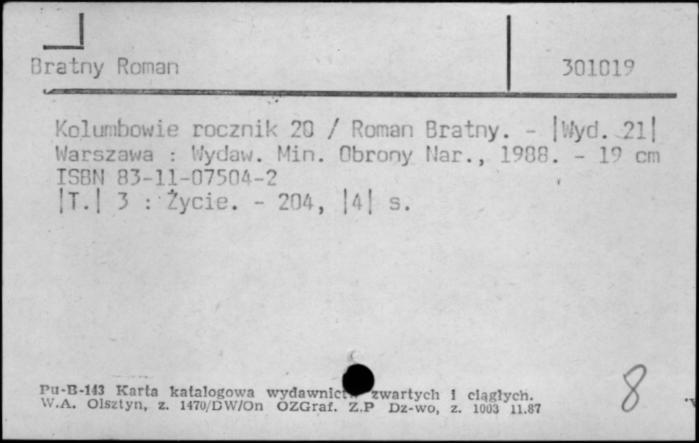 Bratny Roman 301019
Kolumbowie rocznik 20 / Roman Bratny. - |Wyd. 21|
Warszawa : Wydaw. Min. Obrony Nar., 1988. - 19 cm
ISBN 83-11-07504-2
|T.| 3 : Życie. - 204, |4| s.
Pu-B-143 Karta katalogowa zwartych i ciągłych.
W.A. Olsztyn, z. 1470/DW/On OZGraf. Z.P Dz-wo, z. 1003 11.87
8